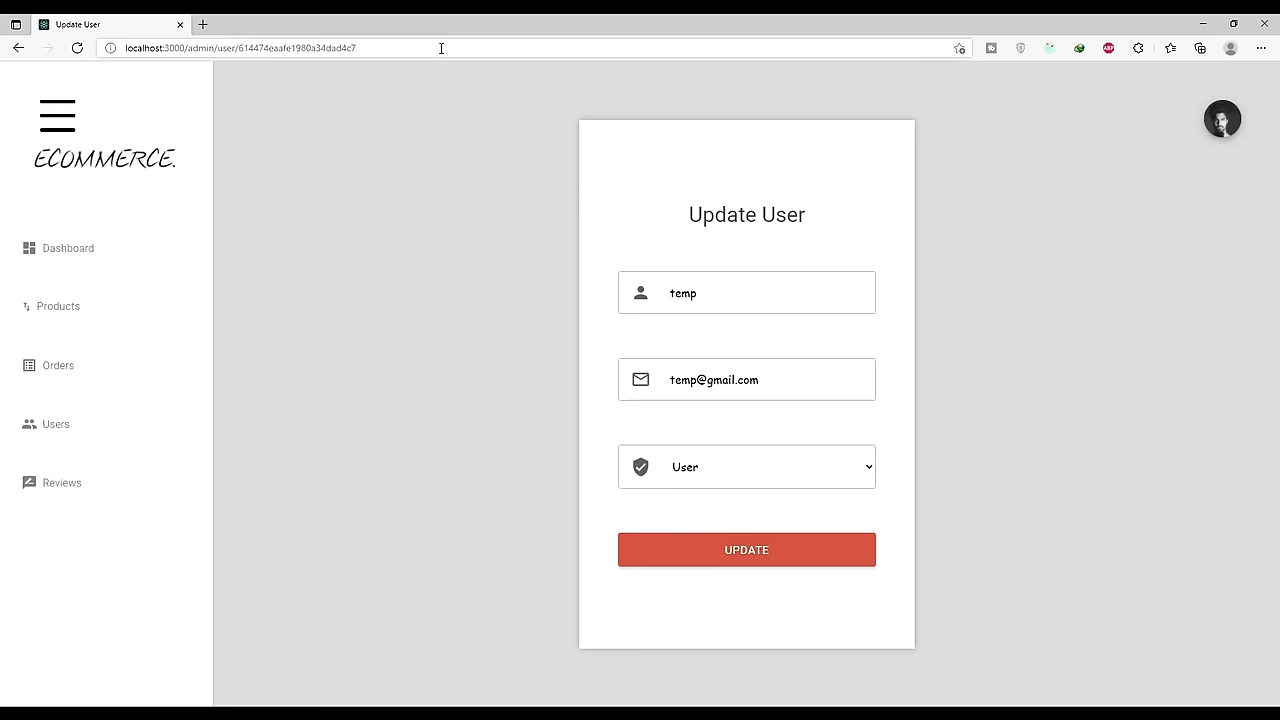 Update User
localhost:3000/admin/user/614474eaafe1980a34dad4c7
ABP
ECOMMERCE.
Dashboard
Products
Orders
Users
Reviews
Update User
temp
temp@gmail.com
User
UPDATE